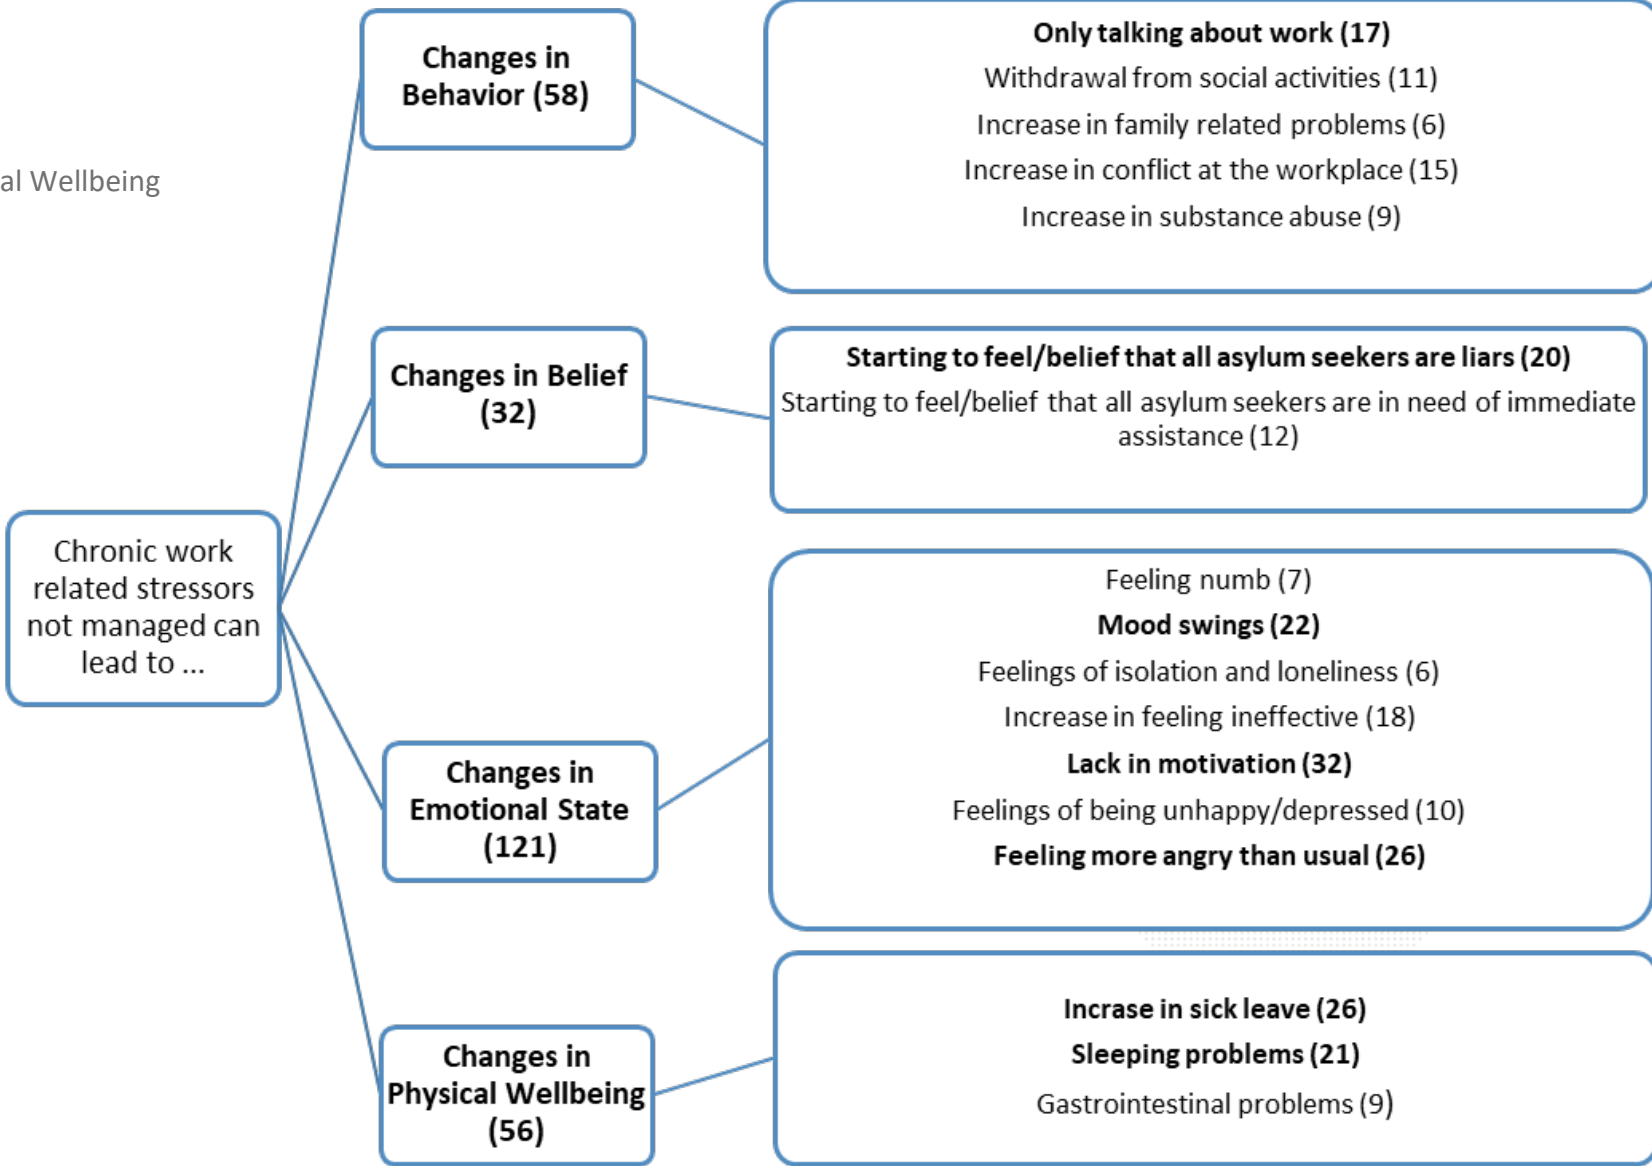 al Wellbeing
Chronic work
related stressors
not managed can
lead to ...
Changes in
Behavior (58)
Only talking about work (17)
Withdrawal from social activities (11)
Increase in family related problems (6)
Increase in conflict at the workplace (15)
Increase in substance abuse (9)
Changes in Belief
(32)
Starting to feel/belief that all asylum seekers are liars (20)
Starting to feel/belief that all asylum seekers are in need of immediate
assistance (12)
Changes in
Emotional State
(121)
Feeling numb (7)
Mood swings (22)
Feelings of isolation and loneliness (6)
Increase in feeling ineffective (18)
Lack in motivation (32)
Feelings of being unhappy/depressed (10)
Feeling more angry than usual (26)
Changes in
Physical Wellbeing
(56)
Incrase in sick leave (26)
Sleeping problems (21)
Gastrointestinal problems (9)